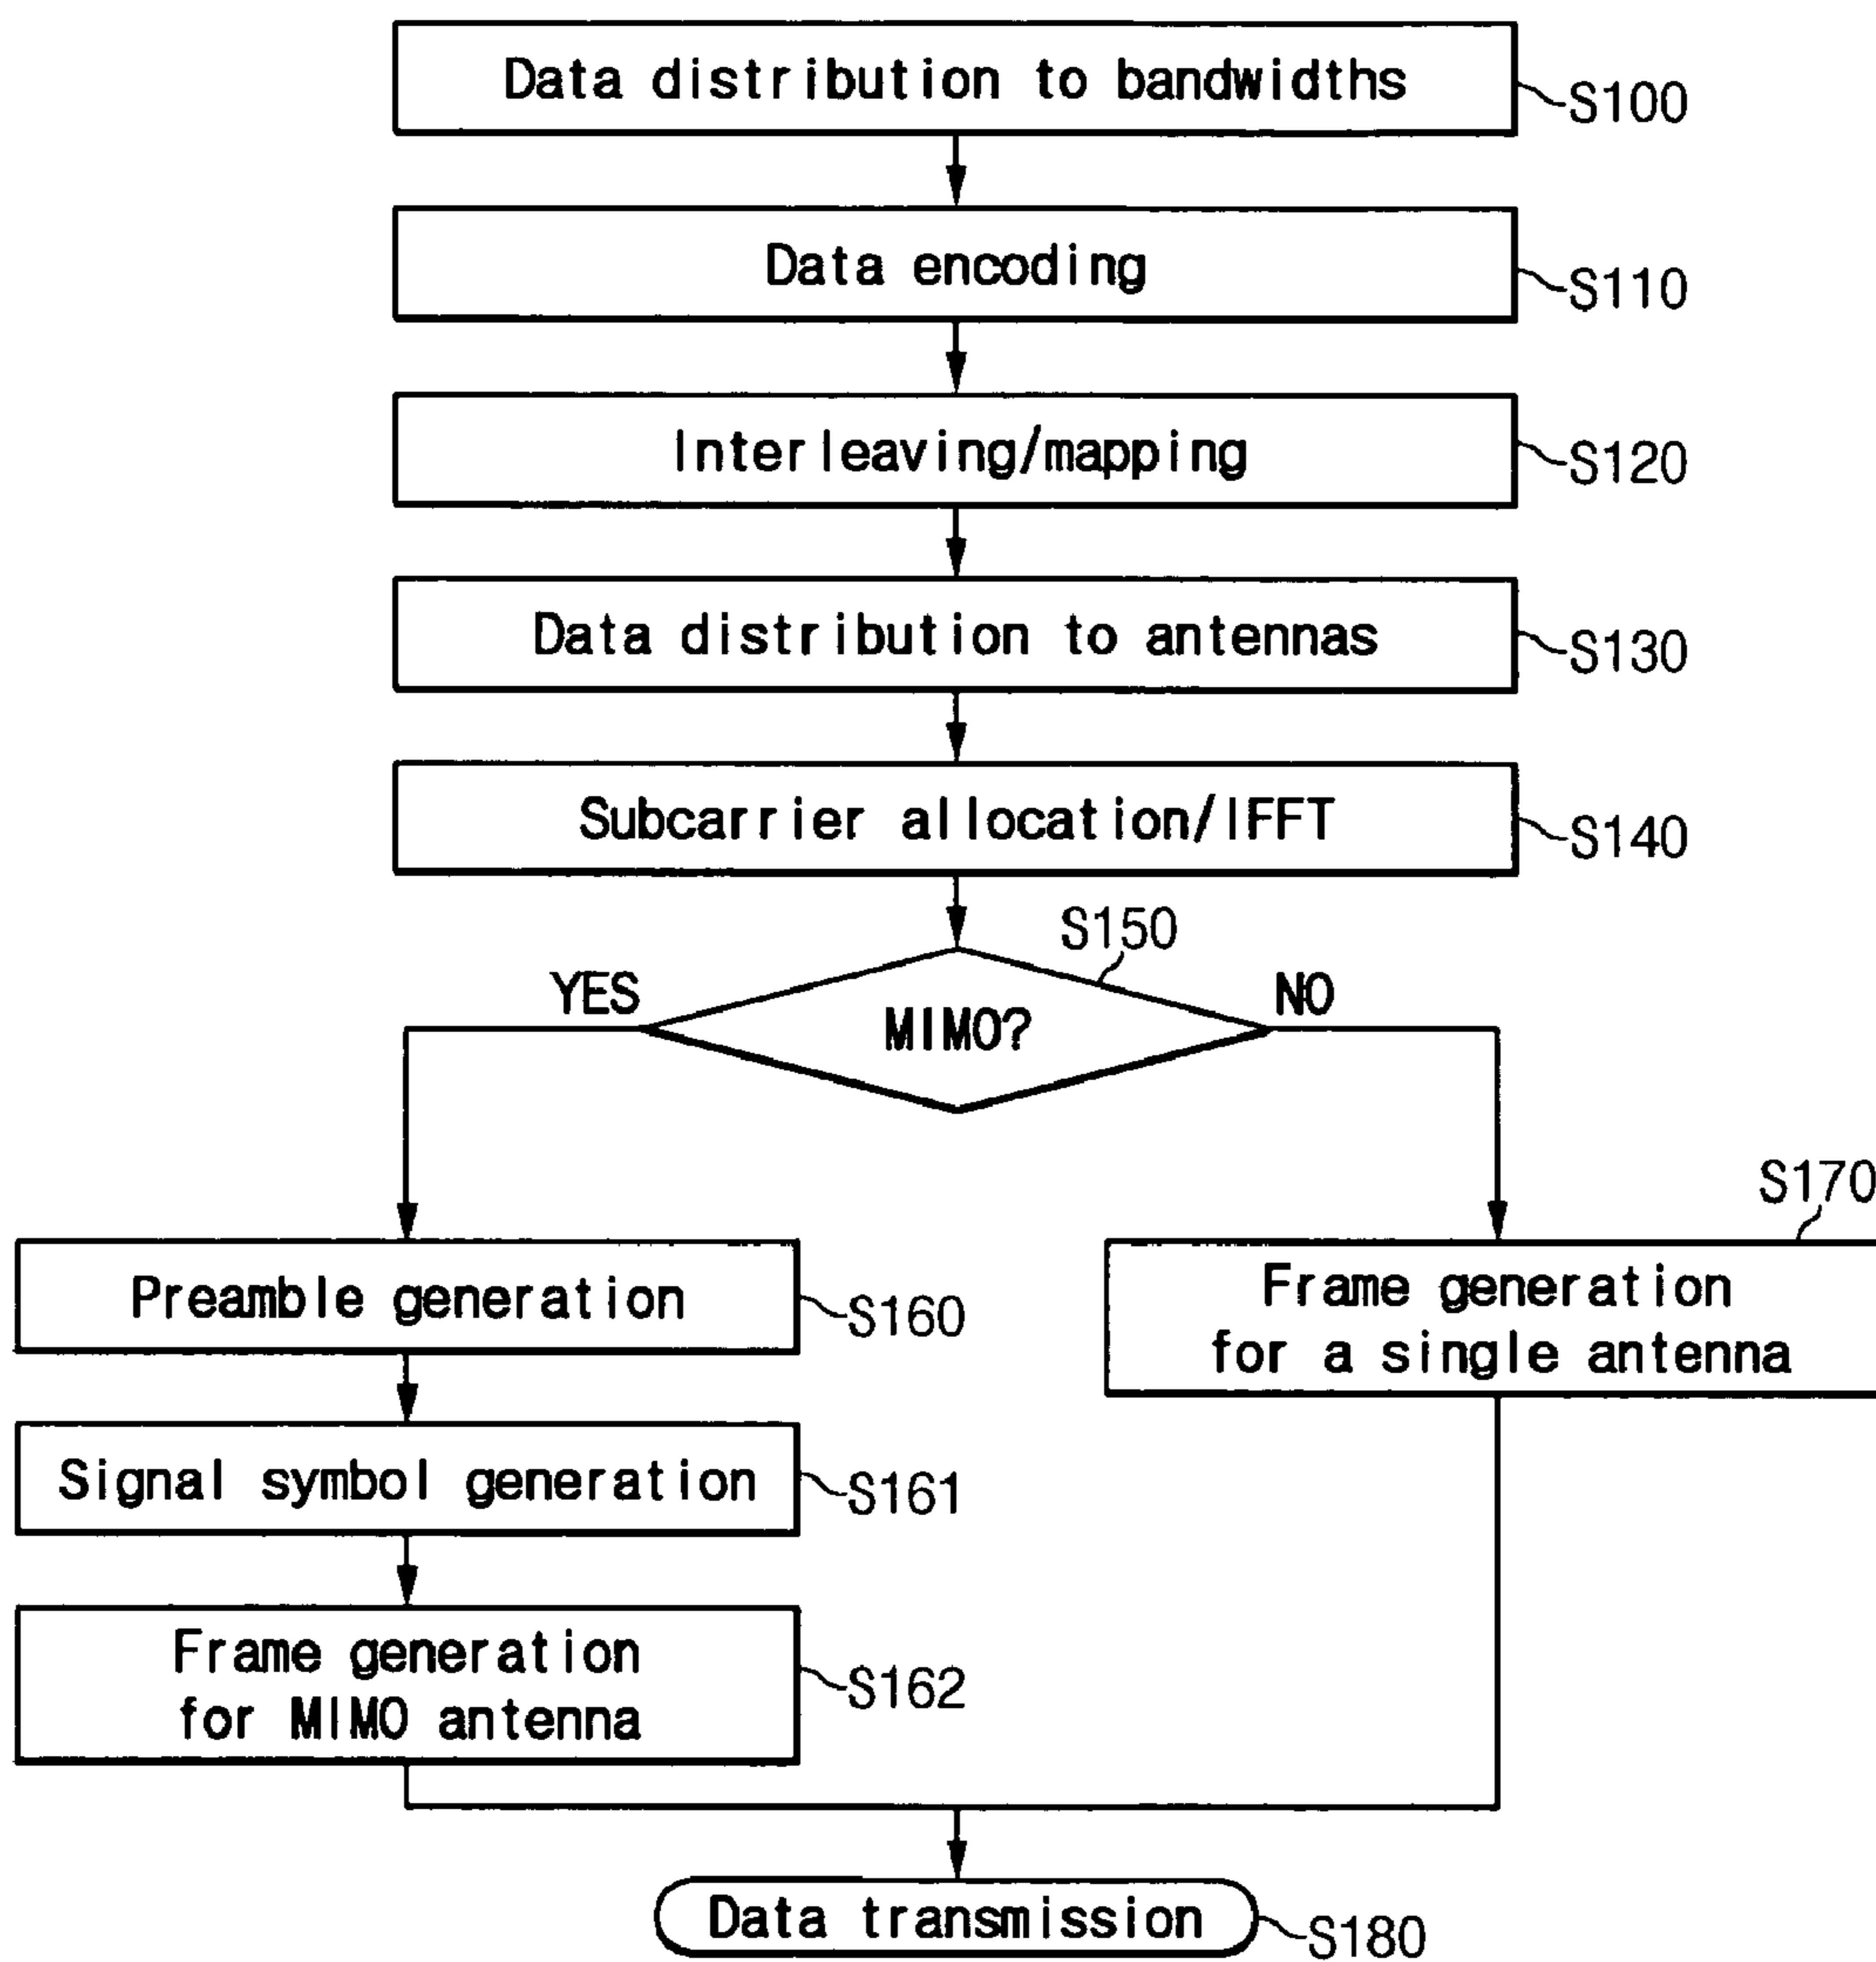 Data distribution to bandwidths
S100
Data encoding
S110
Interleaving/mapping
S120
Data distribution to antennas
S130
Subcarrier allocation/IFFT
S140
S150
YES
MIMO?
NO
S170
Preamble generation
S160
Frame generation
for a single antenna
Signal symbol generation
S161
Frame generation
for MIMO antenna
S162
Data transmission
S180